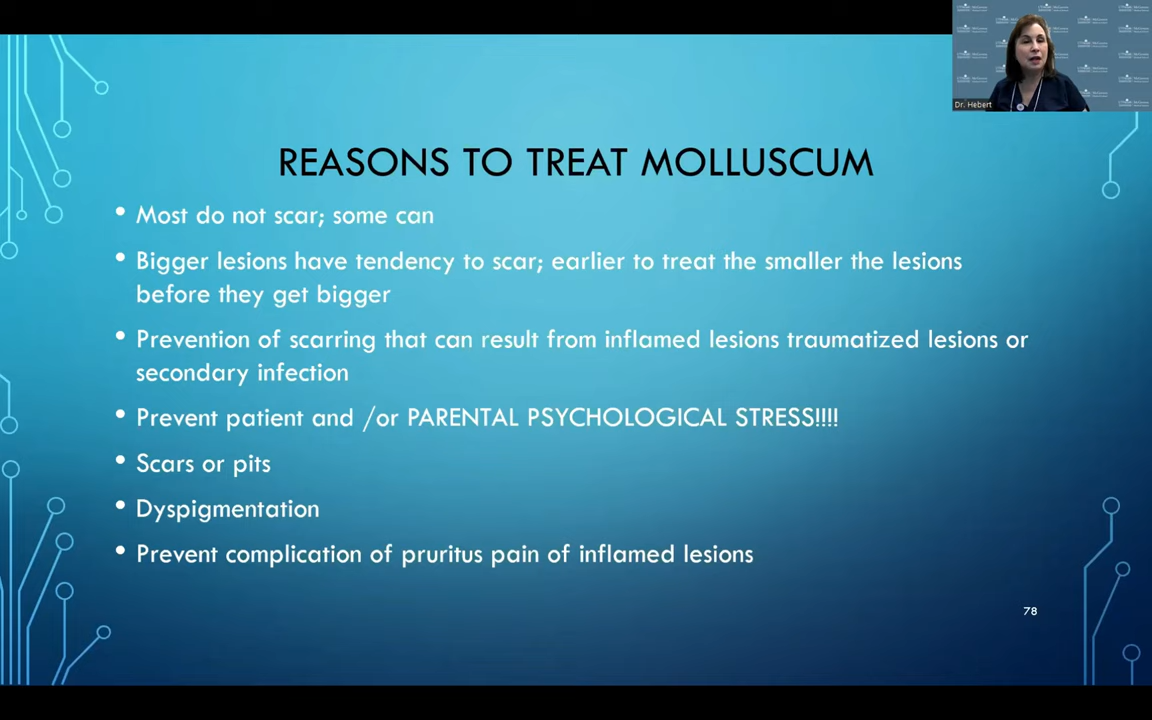 Dr. Hebert
REASONS TO TREAT MOLLUSCUM
• Most do not scar; some can
• Bigger lesions have tendency to scar; earlier to treat the smaller the lesions
before they get bigger
• Prevention of scarring that can result from inflamed lesions traumatized lesions or
secondary infection
• Prevent patient and /or PARENTAL PSYCHOLOGICAL STRESS!!!!
• Scars or pits
• Dyspigmentation
• Prevent complication of pruritus pain of inflamed lesions
78